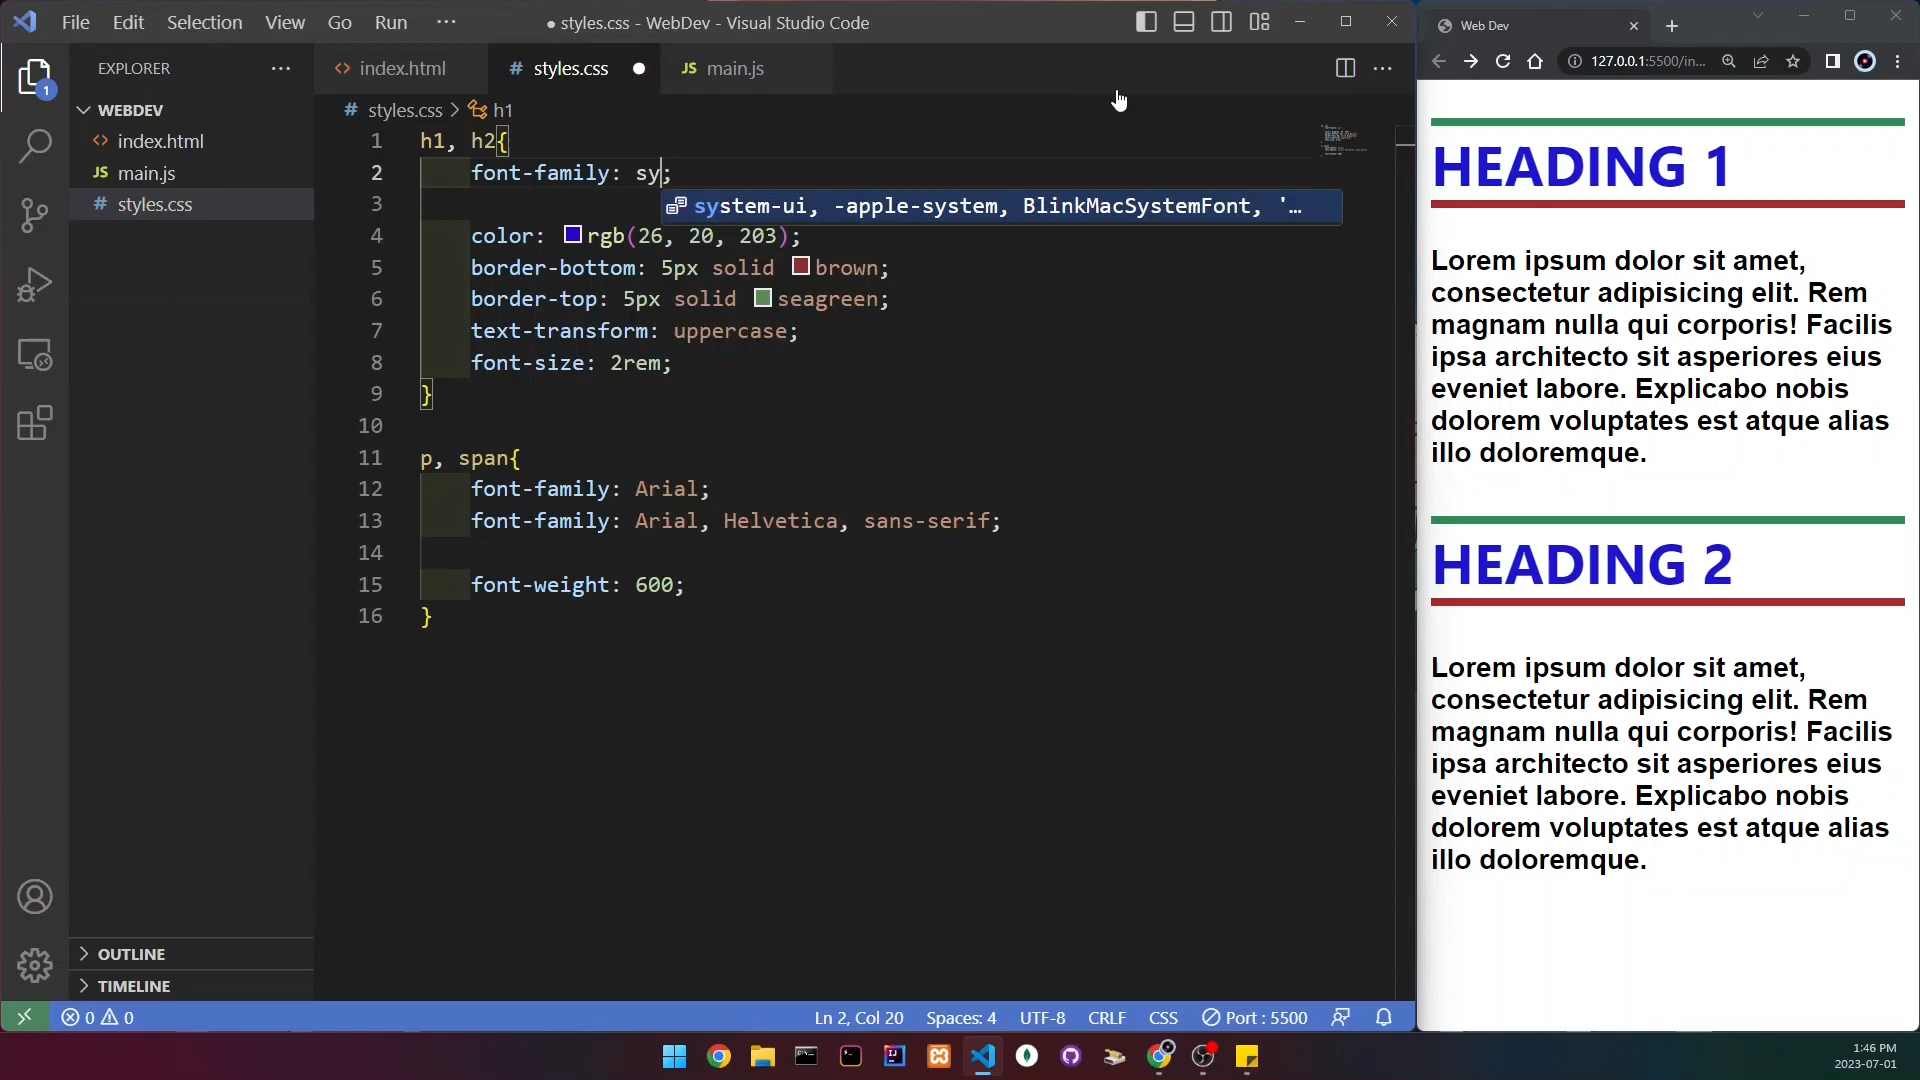 File Edit Selection View Go Run ··· ● styles.css - WebDev - Visual Studio Code
EXPLORER ···
WEBDEV
index.html
JS main.js
# styles.css
OUTLINE
TIMELINE
1
<> index.html # styles.css ● JS main.js
# styles.css > h1
1 h1, h2{
2 font-family: sy;
system-ui, -apple-system, BlinkMacSystemFont, '…
3
4 color: rgb(26, 20, 203);
5 border-bottom: 5px solid brown;
6 border-top: 5px solid seagreen;
7 text-transform: uppercase;
8 font-size: 2rem;
9 }
10
11 p, span{
12 font-family: Arial;
13 font-family: Arial, Helvetica, sans-serif;
14
15 font-weight: 600;
16 }
0 0 Ln 2, Col 20 Spaces: 4 UTF-8 CRLF CSS Port : 5500
Web Dev
127.0.0.1:5500/in...
HEADING 1
Lorem ipsum dolor sit amet,
consectetur adipisicing elit. Rem
magnam nulla qui corporis! Facilis
ipsa architecto sit asperiores eius
eveniet labore. Explicabo nobis
dolorem voluptates est atque alias
illo doloremque.
HEADING 2
Lorem ipsum dolor sit amet,
consectetur adipisicing elit. Rem
magnam nulla qui corporis! Facilis
ipsa architecto sit asperiores eius
eveniet labore. Explicabo nobis
dolorem voluptates est atque alias
illo doloremque.
1:46 PM
2023-07-01